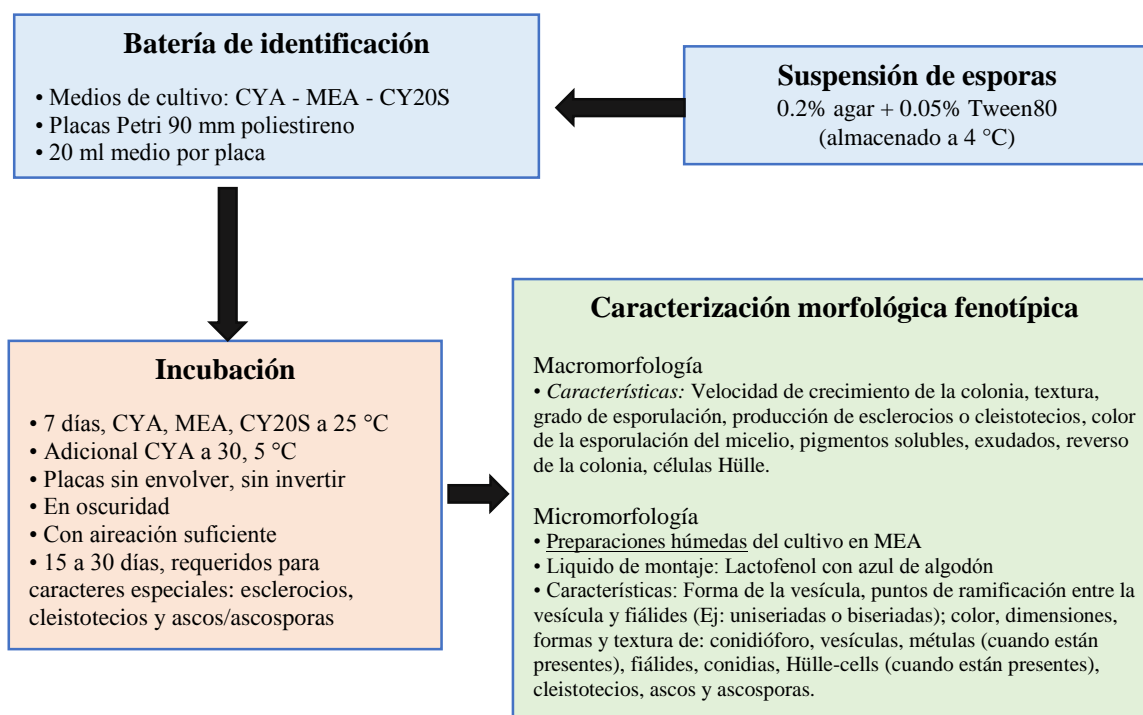 Batería de identificación
• Medios de cultivo: CYA - MEA - CY20S
• Placas Petri 90 mm poliestireno
• 20 ml medio por placa
Suspensión de esporas
0.2% agar + 0.05% Tween80
(almacenado a 4 °C)
Incubación
• 7 días, CYA, MEA, CY20S a 25 °C
• Adicional CYA a 30, 5 °C
• Placas sin envolver, sin invertir
• En oscuridad
• Con aireación suficiente
• 15 a 30 días, requeridos para
caracteres especiales: esclerocios,
cleistotecios y ascos/ascosporas
Caracterización morfológica fenotípica
Macromorfología
• Características: Velocidad de crecimiento de la colonia, textura,
grado de esporulación, producción de esclerocios o cleistotecios, color
de la esporulación del micelio, pigmentos solubles, exudados, reverso
de la colonia, células Hülle.
Micromorfología
• Preparaciones húmedas del cultivo en MEA
• Liquido de montaje: Lactofenol con azul de algodón
• Características: Forma de la vesícula, puntos de ramificación entre la
vesícula y fiálides (Ej: uniseriadas o biseriadas); color, dimensiones,
formas y textura de: conidióforo, vesículas, métulas (cuando están
presentes), fiálides, conidias, Hülle-cells (cuando están presentes),
cleistotecios, ascos y ascosporas.